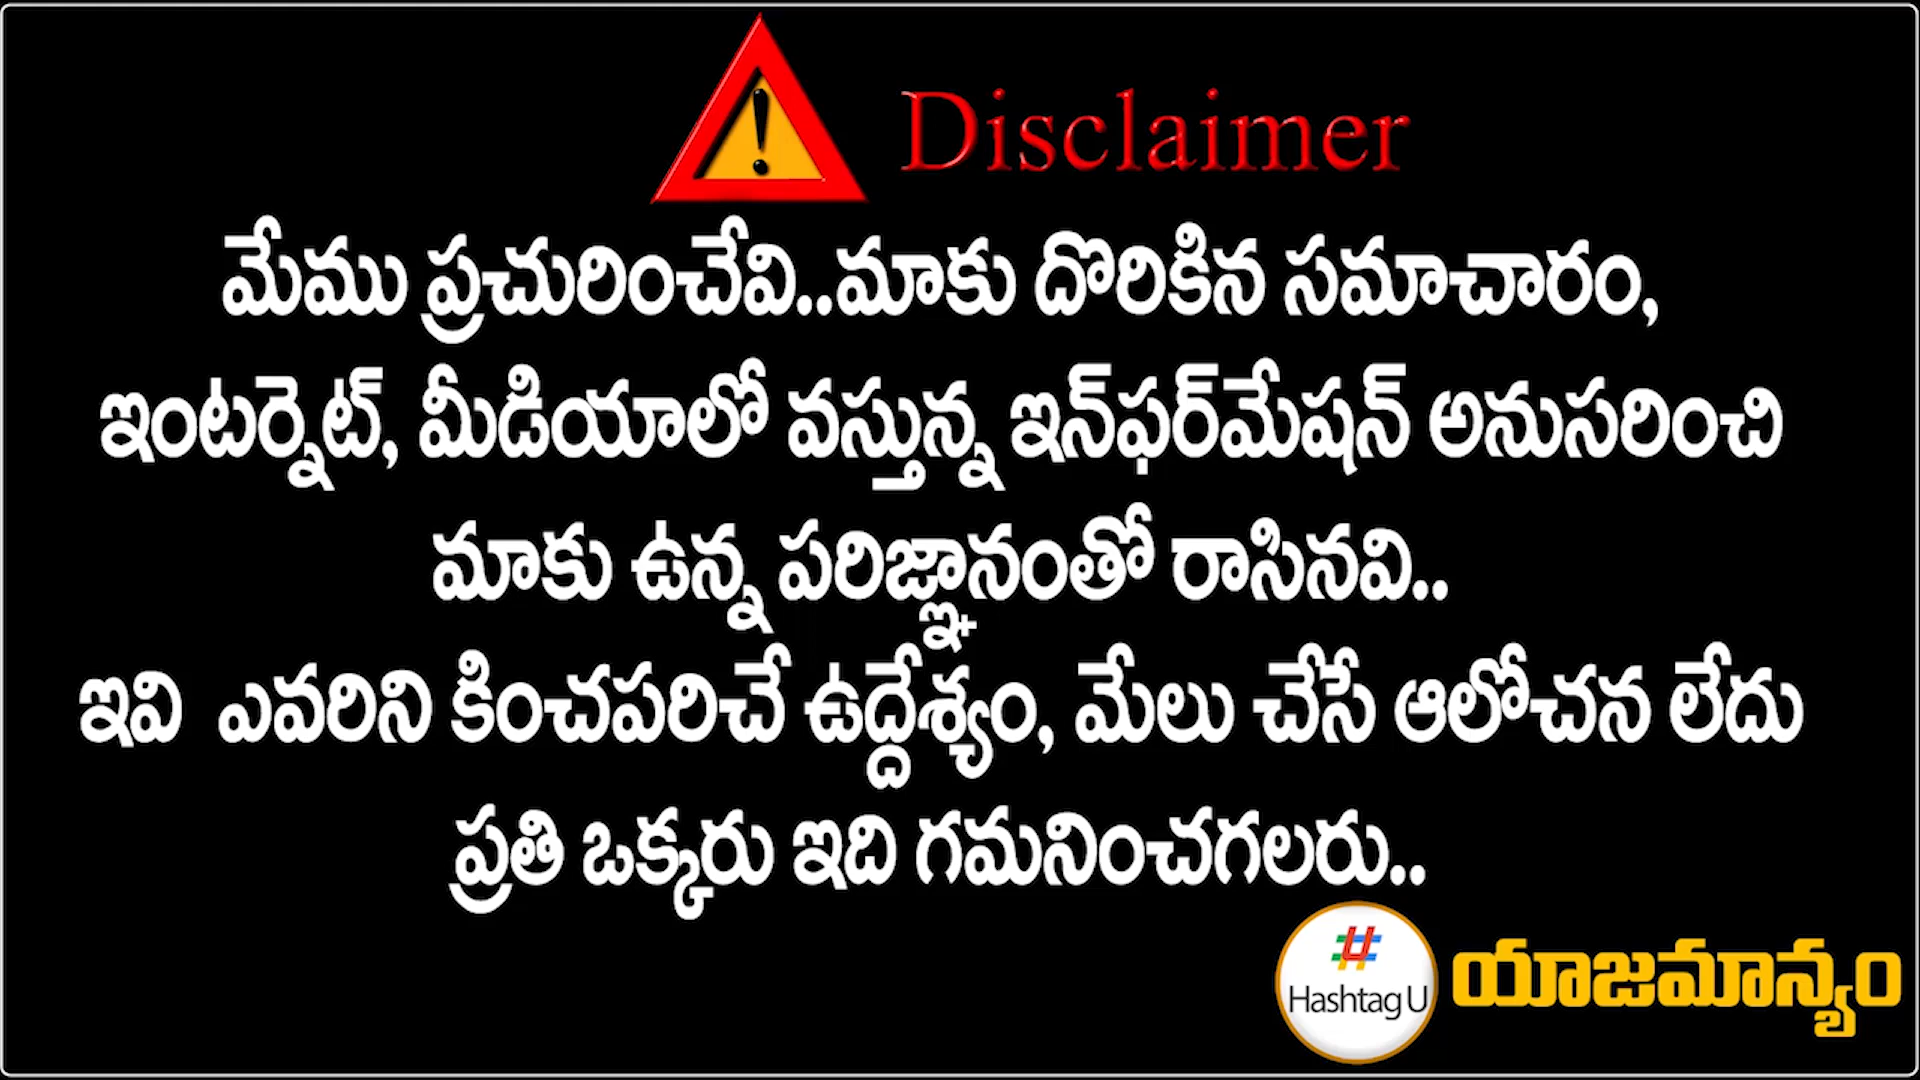 Disclaimer
మేము ప్రచురించేవి..మాకు దొరికిన సమాచారం,
ఇంటర్నెట్, మీడియాలో వస్తున్న ఇన్‌ఫర్‌మేషన్ అనుసరించి
మాకు ఉన్న పరిజ్ఞానంతో రాసినవి..
ఇవి ఎవరిని కించపరిచే ఉద్దేశ్యం, మేలు చేసే ఆలోచన లేదు
ప్రతి ఒక్కరు ఇది గమనించగలరు..
Hashtag U యాజమాన్యం